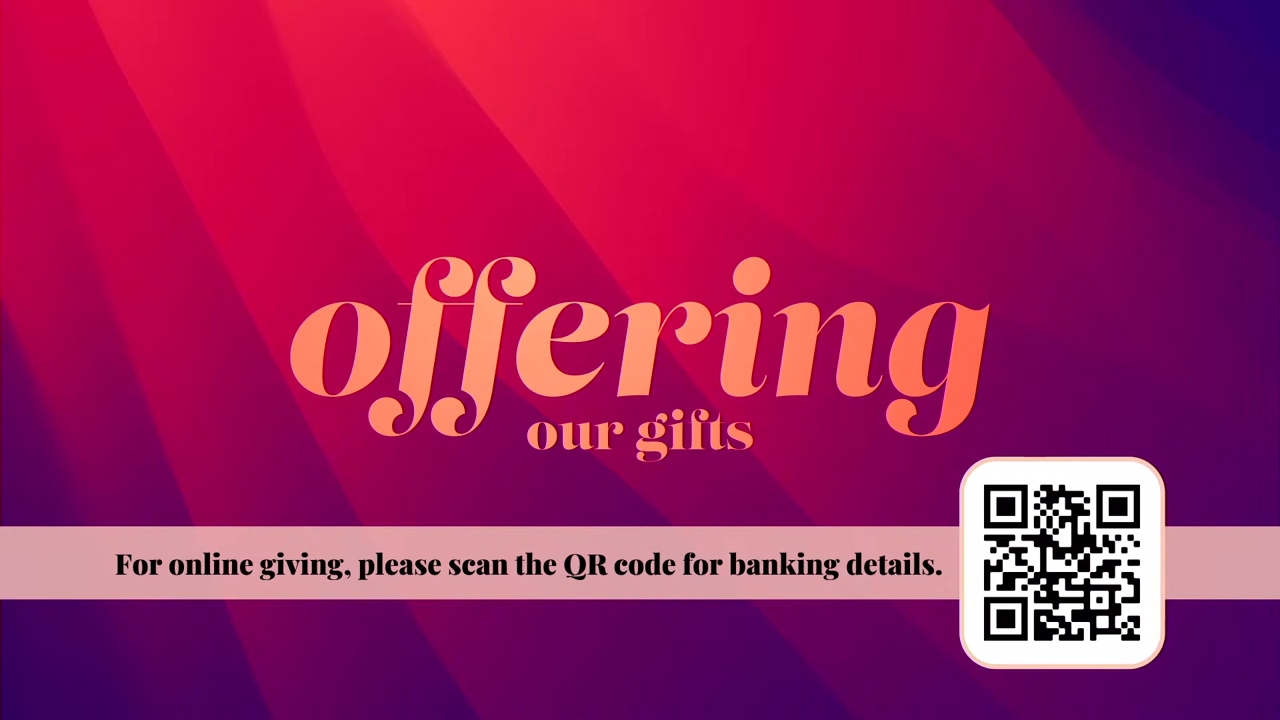 offering
our gifts
For online giving, please scan the QR code for banking details.